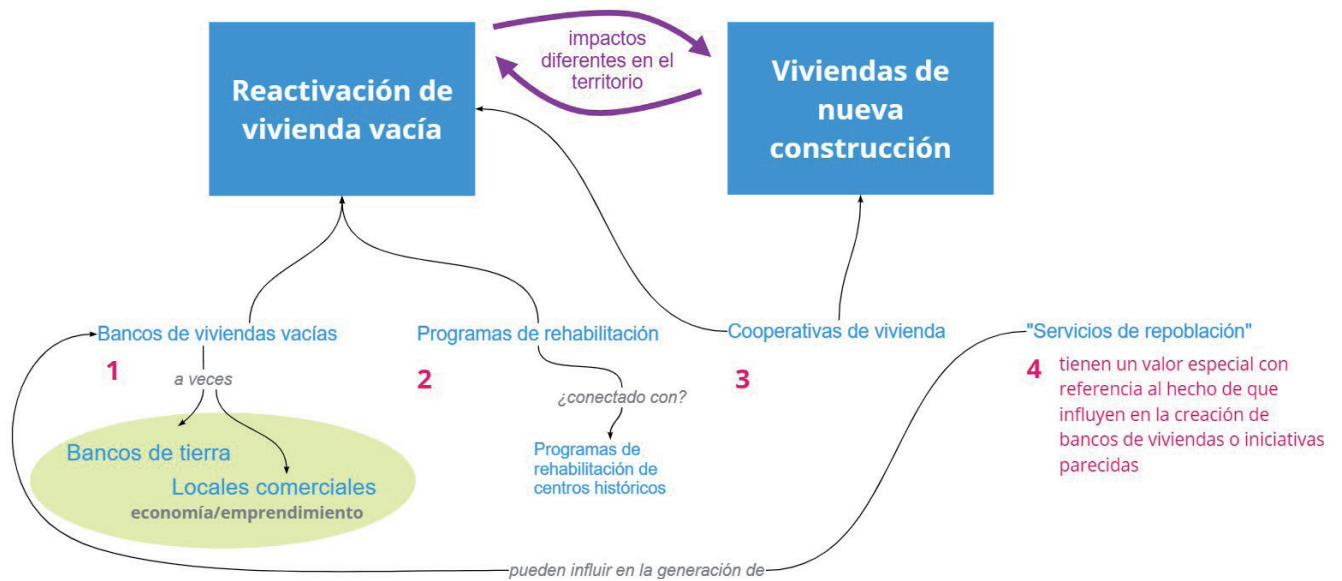 impactos
diferentes en el
territorio
Reactivación de
vivienda vacía
Viviendas de
nueva
construcción
Bancos de viviendas vacías
Programas de rehabilitación
Cooperativas de vivienda
"Servicios de repoblación"
1
a veces
2
¿conectado con?
3
4
tienen un valor especial con
referencia al hecho de que
influyen en la creación de
bancos de viviendas o iniciativas
parecidas
Bancos de tierra
Locales comerciales
economía/emprendimiento
Programas de
rehabilitación de
centros históricos
pueden influir en la generación de